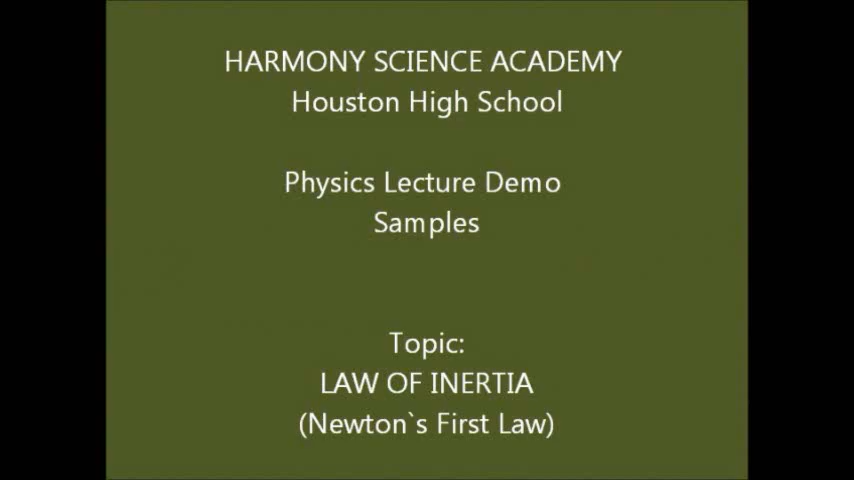 HARMONY SCIENCE ACADEMY
Houston High School
Physics Lecture Demo
Samples
Topic:
LAW OF INERTIA
(Newton`s First Law)